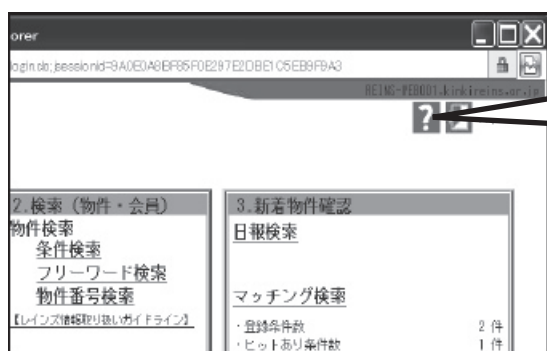 orer
login.do;jsessionid=9A0E0A8BF85F0E297E2DBE1C5EB9F9A3
REINS-WEB001.kinkireins.or.jp
?
2.検索（物件・会員）
物件検索
条件検索
フリーワード検索
物件番号検索
【レインズ情報取り扱いガイドライン】
3.新着物件確認
日報検索
マッチング検索
・登録条件数 2 件
・ヒットあり条件数 1 件